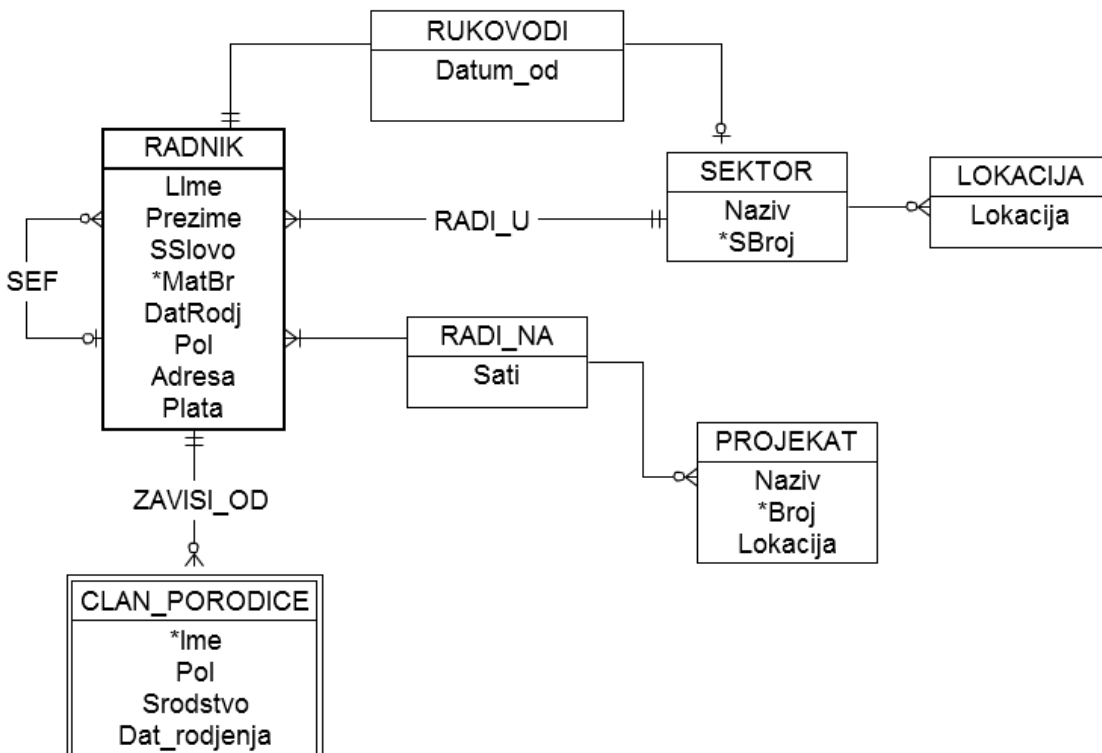 RUKOVODI
Datum_od
RADNIK
LIme
Prezime
SSlovo
*MatBr
DatRodj
Pol
Adresa
Plata
SEF
RADI_U
SEKTOR
Naziv
*SBroj
LOKACIJA
Lokacija
RADI_NA
Sati
PROJEKAT
Naziv
*Broj
Lokacija
ZAVISI_OD
CLAN_PORODICE
*Ime
Pol
Srodstvo
Dat_rodjenja